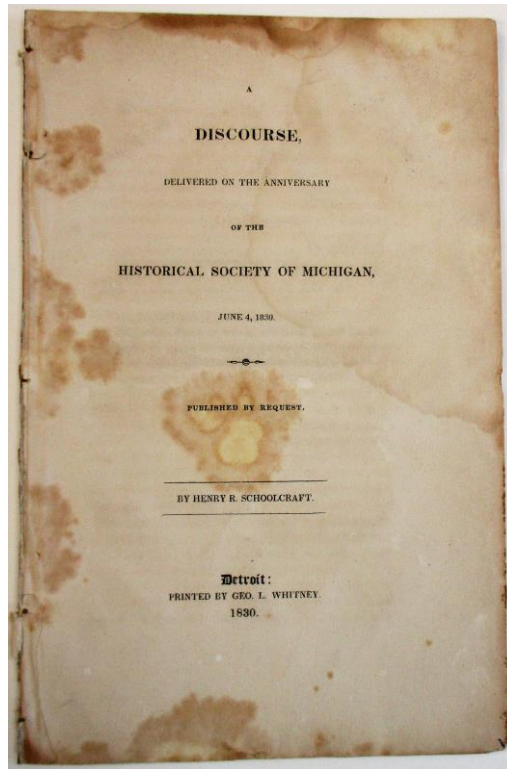 A
DISCOURSE,
DELIVERED ON THE ANNIVERSARY
OF THE
HISTORICAL SOCIETY OF MICHIGAN,
JUNE 4, 1830.
PUBLISHED BY REQUEST.
BY HENRY R. SCHOOLCRAFT.
Detroit:
PRINTED BY GEO. L. WHITNEY.
1830.